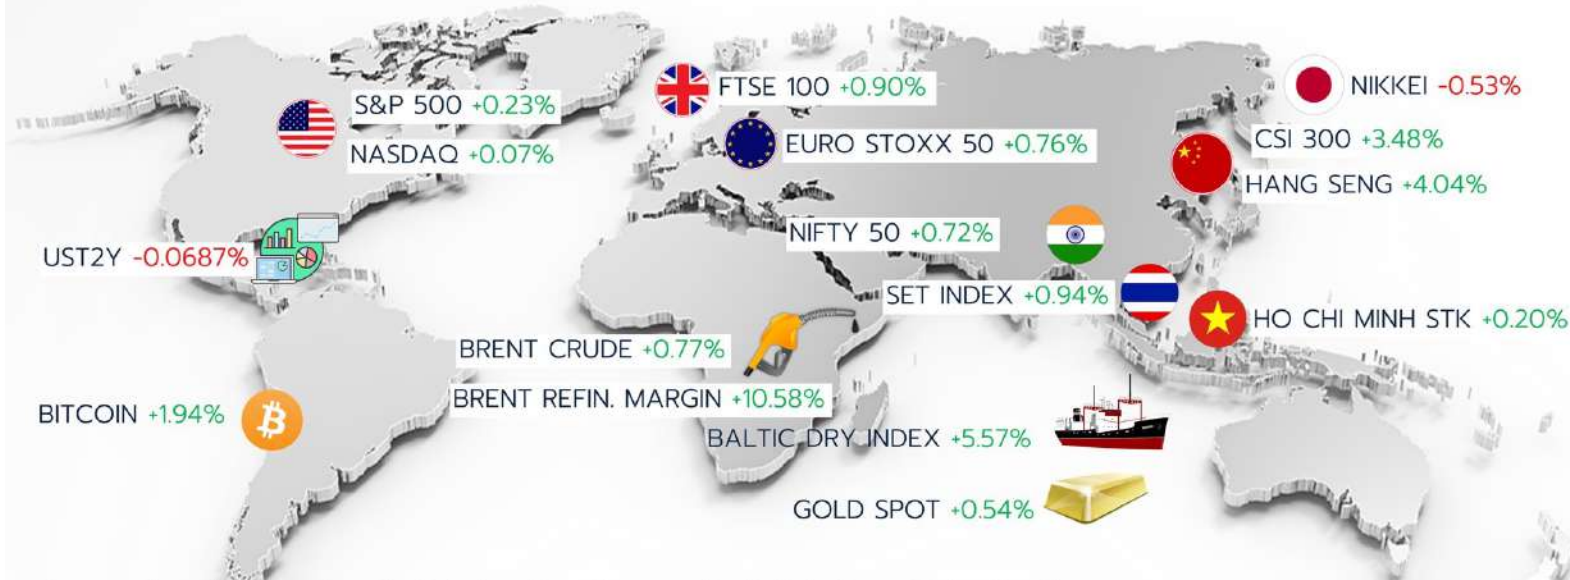 S&P 500 +0.23%
NASDAQ +0.07%
FTSE 100 +0.90%
EURO STOXX 50 +0.76%
NIKKEI -0.53%
CSI 300 +3.48%
HANG SENG +4.04%
UST2Y -0.0687%
NIFTY 50 +0.72%
SET INDEX +0.94%
HO CHI MINH STK +0.20%
BRENT CRUDE +0.77%
BRENT REFIN. MARGIN +10.58%
BITCOIN +1.94%
BALTIC DRY INDEX +5.57%
GOLD SPOT +0.54%